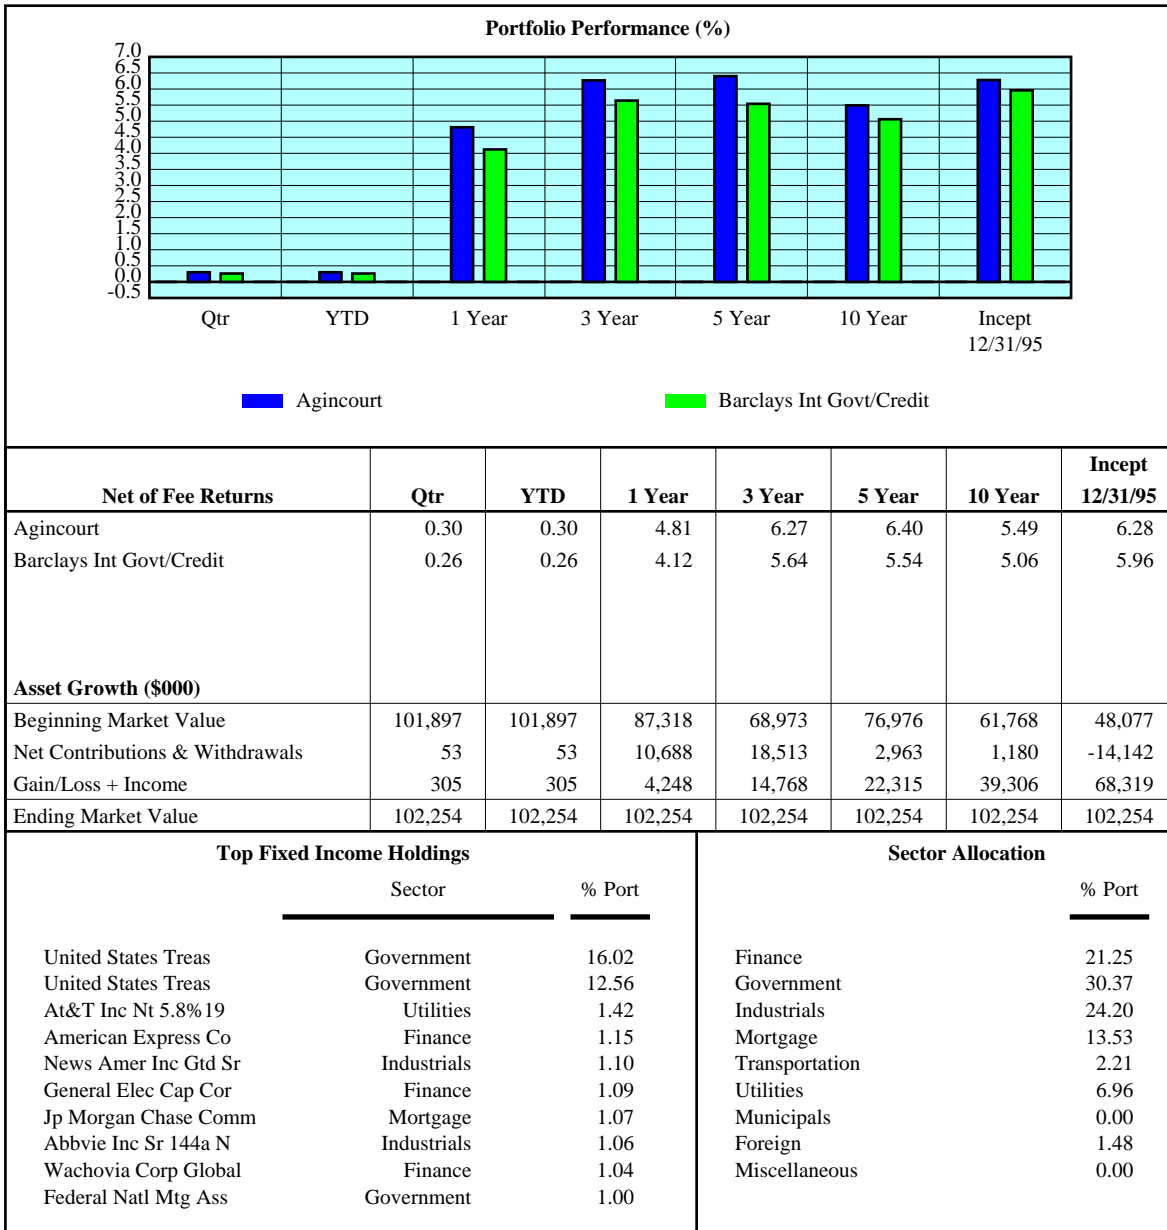 Portfolio Performance (%)
7.0
6.5
6.0
5.5
5.0
4.5
4.0
3.5
3.0
2.5
2.0
1.5
1.0
0.5
0.0
-0.5
Qtr YTD 1 Year 3 Year 5 Year 10 Year Incept
12/31/95
Agincourt Barclays Int Govt/Credit
Incept
Net of Fee Returns Qtr YTD 1 Year 3 Year 5 Year 10 Year 12/31/95
Agincourt 0.30 0.30 4.81 6.27 6.40 5.49 6.28
Barclays Int Govt/Credit 0.26 0.26 4.12 5.64 5.54 5.06 5.96
Asset Growth ($000)
Beginning Market Value 101,897 101,897 87,318 68,973 76,976 61,768 48,077
Net Contributions & Withdrawals 53 53 10,688 18,513 2,963 1,180 -14,142
Gain/Loss + Income 305 305 4,248 14,768 22,315 39,306 68,319
Ending Market Value 102,254 102,254 102,254 102,254 102,254 102,254 102,254
Top Fixed Income Holdings
Sector % Port
United States Treas Government 16.02
United States Treas Government 12.56
At&T Inc Nt 5.8%19 Utilities 1.42
American Express Co Finance 1.15
News Amer Inc Gtd Sr Industrials 1.10
General Elec Cap Cor Finance 1.09
Jp Morgan Chase Comm Mortgage 1.07
Abbvie Inc Sr 144a N Industrials 1.06
Wachovia Corp Global Finance 1.04
Federal Natl Mtg Ass Government 1.00
Sector Allocation
% Port
Finance 21.25
Government 30.37
Industrials 24.20
Mortgage 13.53
Transportation 2.21
Utilities 6.96
Municipals 0.00
Foreign 1.48
Miscellaneous 0.00